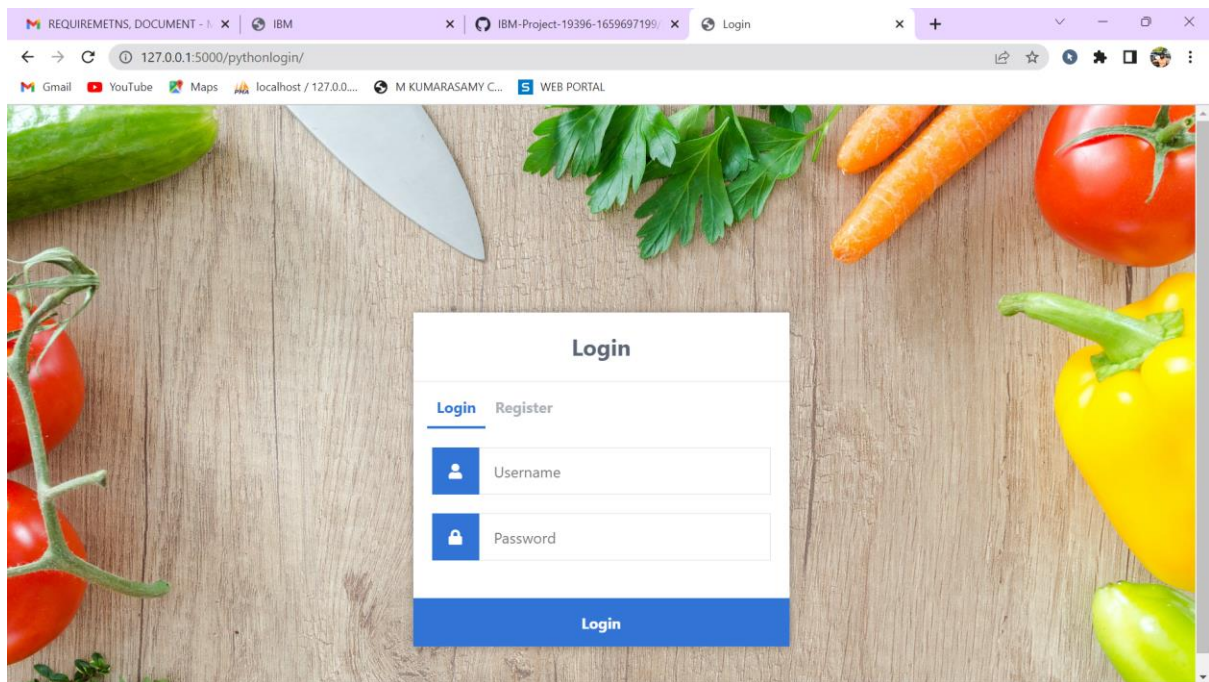 REQUIREMETNS, DOCUMENT - 
IBM
IBM-Project-19396-1659697199/
Login
127.0.0.1:5000/pythonlogin/
Gmail YouTube Maps localhost / 127.0.0.... M KUMARASAMY C... WEB PORTAL
Login
Login Register
Username
Password
Login